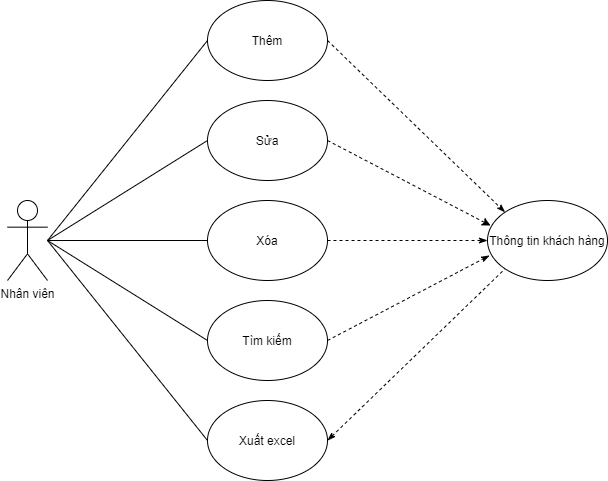 Thêm
Sửa
Xóa
Thông tin khách hàng
Nhân viên
Tìm kiếm
Xuất excel